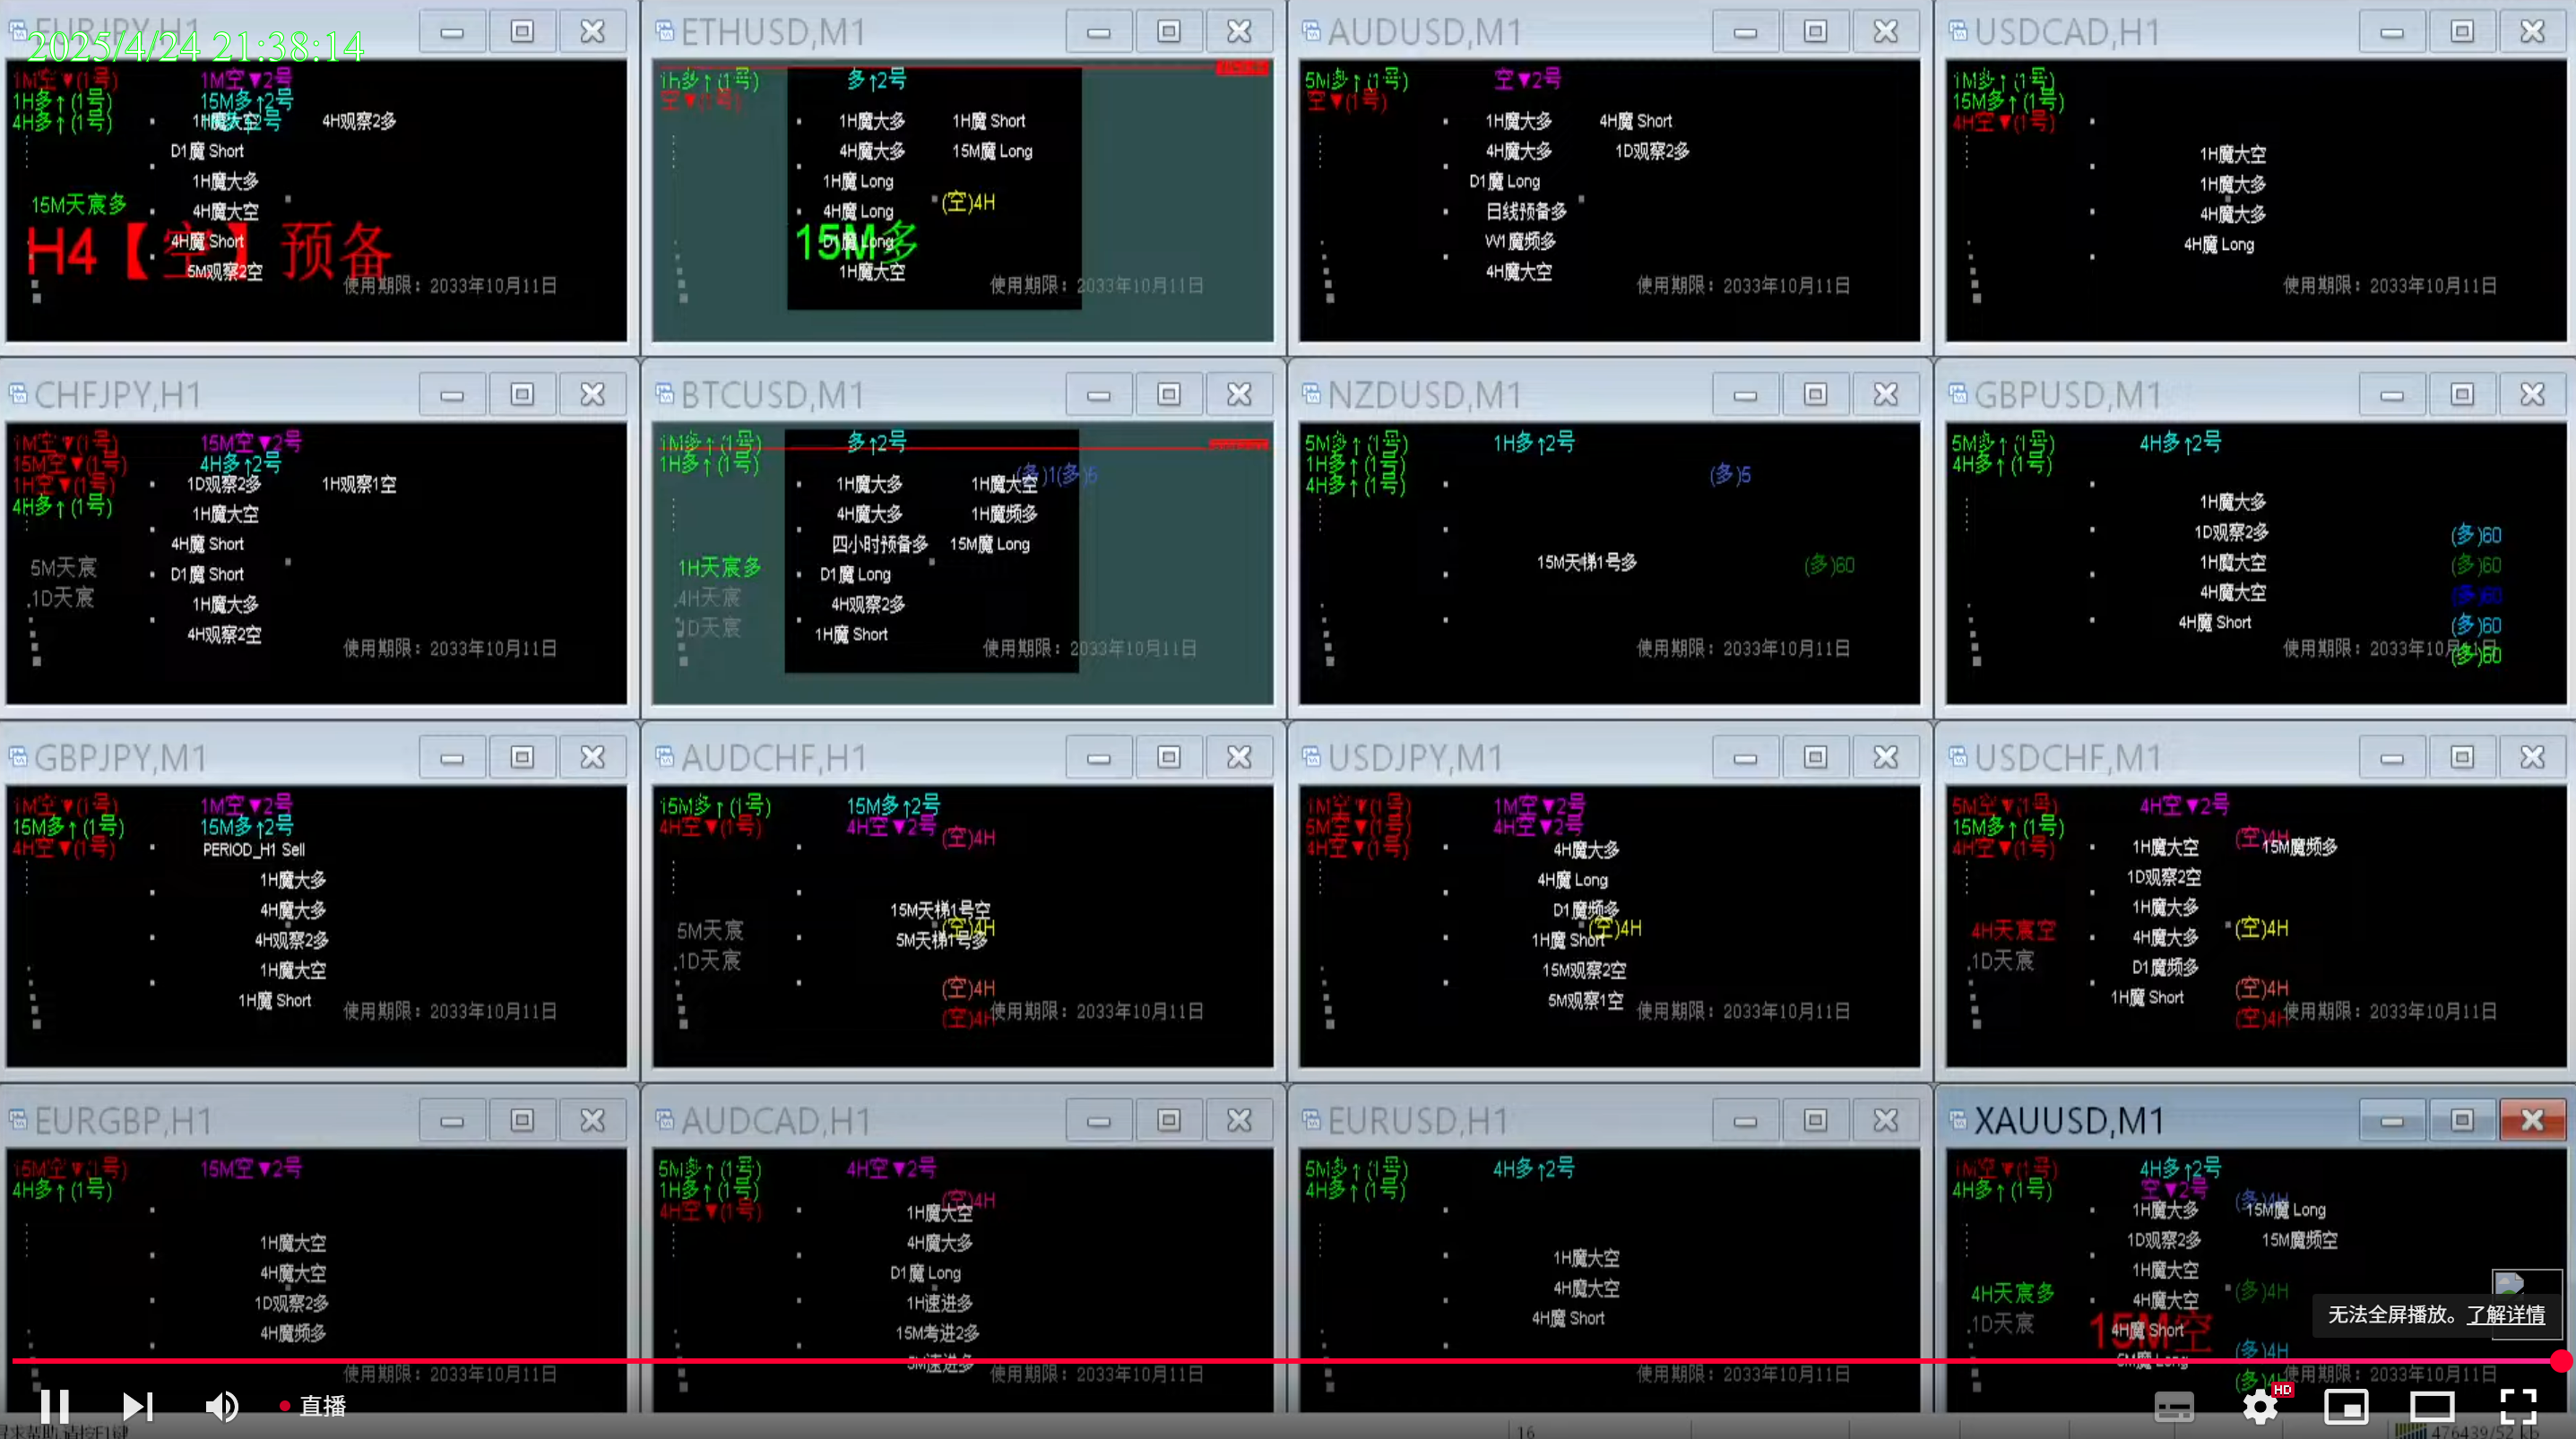 EURJPY,H1
2025/4/24 21:38:14
1M空▼(1号) 1M空▼2号
1H多↑(1号) 15M多↑2号
4H多↑(1号) 1H魔大空 4H观察2多
D1魔 Short
1H魔大多
15M天宸多 4H魔大空
H4【空】预备
4H魔 Short
5M观察2空
使用期限：2033年10月11日
ETHUSD,M1
1h多↑(1号) 多↑2号
空▼(1号)
1H魔大多 1H魔 Short
4H魔大多 15M魔 Long
1H魔 Long
4H魔 Long (空)4H
15M多
D1魔 Long
1H魔大空
使用期限：2033年10月11日
AUDUSD,M1
5M多↑(1号) 空▼2号
空▼(1号)
1H魔大多 4H魔 Short
4H魔大多 1D观察2多
D1魔 Long
日线预备多
W1魔频多
4H魔大空
使用期限：2033年10月11日
USDCAD,H1
1M多↑(1号)
15M多↑(1号)
4H空▼(1号)
1H魔大空
1H魔大多
4H魔大多
4H魔 Long
使用期限：2033年10月11日
CHFJPY,H1
1M空▼(1号) 15M空▼2号
15M空▼(1号) 4H多↑2号
1H空▼(1号) 1D观察2多 1H观察1空
4H多↑(1号)
1H魔大空
4H魔 Short
5M天宸
D1魔 Short
.1D天宸
1H魔大多
4H观察2空
使用期限：2033年10月11日
BTCUSD,M1
1M多↑(1号) 多↑2号
1H多↑(1号) (多)1(多)5
1H魔大多 1H魔大空
4H魔大多 1H魔频多
四小时预备多 15M魔 Long
1H天宸多 D1魔 Long
.4H天宸 4H观察2多
1D天宸 1H魔 Short
使用期限：2033年10月11日
NZDUSD,M1
5M多↑(1号) 1H多↑2号
1H多↑(1号)
4H多↑(1号) (多)5
15M天梯1号多 (多)60
使用期限：2033年10月11日
GBPUSD,M1
5M多↑(1号) 4H多↑2号
4H多↑(1号)
1H魔大多
1D观察2多 (多)60
1H魔大空 (多)60
4H魔大空 (多)60
4H魔 Short (多)60
使用期限：2033年10月11日
(多)60
GBPJPY,M1
1M空▼(1号) 1M空▼2号
15M多↑(1号) 15M多↑2号
4H空▼(1号) PERIOD_H1 Sell
1H魔大多
4H魔大多
4H观察2多
1H魔大空
1H魔 Short
使用期限：2033年10月11日
AUDCHF,H1
15M多↑(1号) 15M多↑2号
4H空▼(1号) 4H空▼2号 (空)4H
15M天梯1号空
5M天宸 (空)4H
5M天梯1号多
.1D天宸
(空)4H
(空)4H
使用期限：2033年10月11日
USDJPY,M1
1M空▼(1号) 1M空▼2号
5M空▼(1号) 4H空▼2号
4H空▼(1号) 4H魔大多
4H魔 Long
D1魔频多
(空)4H
1H魔 Short
15M观察2空
5M观察1空
使用期限：2033年10月11日
USDCHF,M1
5M空▼(1号) 4H空▼2号
15M多↑(1号) (空)4H
4H空▼(1号) 1H魔大空 15M魔频多
1D观察2空
1H魔大多
4H天宸空 4H魔大多 (空)4H
.1D天宸 D1魔频多
1H魔 Short (空)4H
(空)4H
使用期限：2033年10月11日
EURGBP,H1
15M空▼(1号) 15M空▼2号
4H多↑(1号)
1H魔大空
4H魔大空
1D观察2多
4H魔频多
使用期限：2033年10月11日
AUDCAD,H1
5M多↑(1号) 4H空▼2号
1H多↑(1号) (空)4H
4H空▼(1号) 1H魔大空
4H魔大多
D1魔 Long
1H速进多
15M考进2多
5M速进多
使用期限：2033年10月11日
EURUSD,H1
5M多↑(1号) 4H多↑2号
4H多↑(1号)
1H魔大空
4H魔大空
4H魔 Short
使用期限：2033年10月11日
XAUUSD,M1
1M空▼(1号) 4H多↑2号
4H多↑(1号) 空▼2号 (多)4H
1H魔大多 15M魔 Long
1D观察2多 15M魔频空
1H魔大空
4H天宸多 4H魔大空 (多)4H
.1D天宸 15M空
4H魔 Short
5M魔 Long (多)4H
(多)4H
使用期限：2033年10月11日
无法全屏播放。了解详情
直播
HD
16
476439/52 kb